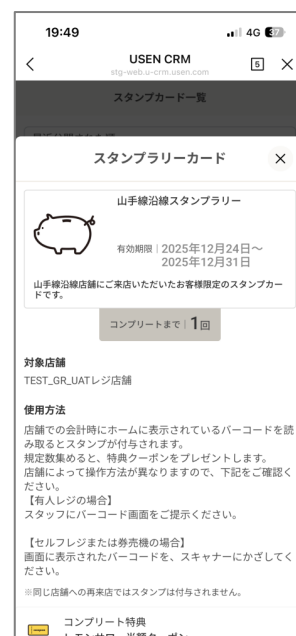 19:49
4G 37
USEN CRM
stg-web.u-crm.usen.com
5
スタンプカード一覧
スタンプラリーカード
山手線沿線スタンプラリー
有効期限 | 2025年12月24日〜
2025年12月31日
山手線沿線店舗にご来店いただいたお客様限定のスタンプカー
ドです。
コンプリートまで | 1回
対象店舗
TEST_GR_UATレジ店舗
使用方法
店舗での会計時にホームに表示されているバーコードを読
み取るとスタンプが付与されます。
規定数集めると、特典クーポンをプレゼントします。
店舗によって操作方法が異なりますので、下記をご確認く
ださい。
【有人レジの場合】
スタッフにバーコード画面をご提示ください。
【セルフレジまたは券売機の場合】
画面に表示されたバーコードを、スキャナーにかざしてく
ださい。
※同じ店舗への再来店ではスタンプは付与されません。
コンプリート特典